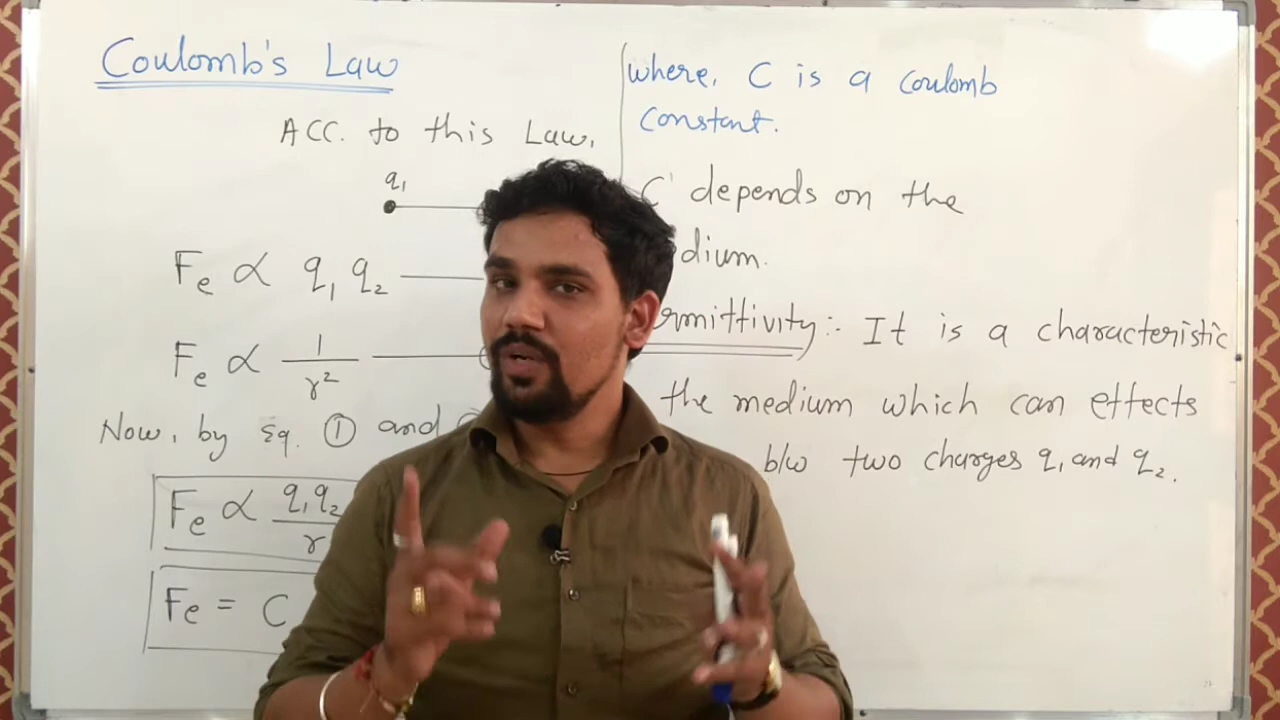 Coulomb's Law
Acc. to this Law,
q₁
Fe ∝ q₁ q₂
Fe ∝ 1/r²
Now, by Eq. ① and
Fe ∝ q₁q₂/r
Fe = C
where, C is a coulomb
constant.
'C' depends on the
It is a characteristic
the medium which can effects
b/w two charges q₁ and q₂.